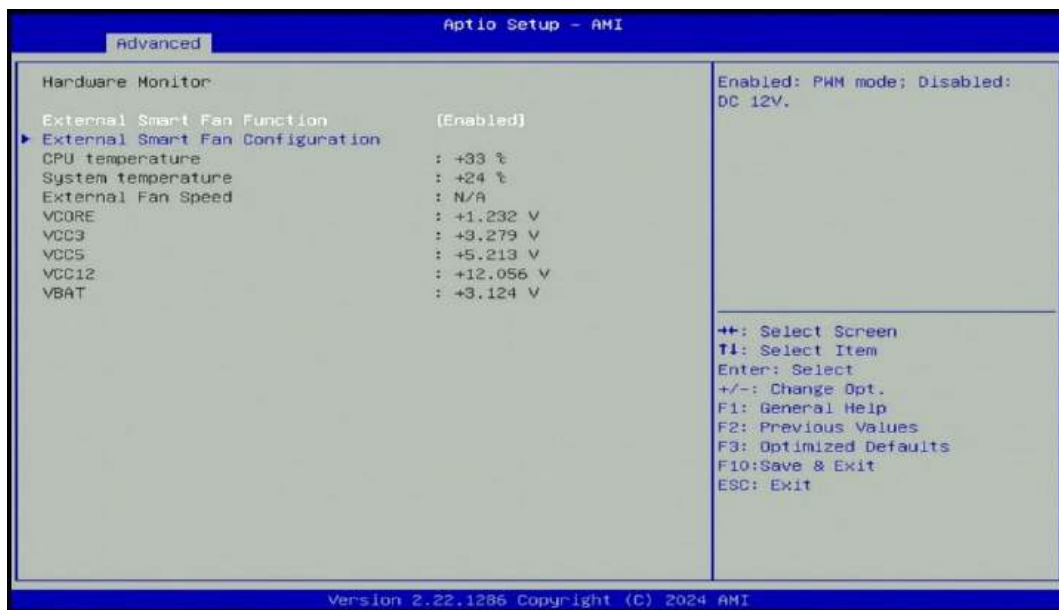 Aptio Setup - AMI
Advanced
Hardware Monitor
External Smart Fan Function [Enabled]
External Smart Fan Configuration
CPU temperature : +33 %
System temperature : +24 %
External Fan Speed : N/A
VCORE : +1.232 V
VCC3 : +3.279 V
VCC5 : +5.213 V
VCC12 : +12.056 V
VBAT : +3.124 V
Enabled: PWM mode; Disabled:
DC 12V.
→←: Select Screen
↑↓: Select Item
Enter: Select
+/-: Change Opt.
F1: General Help
F2: Previous Values
F3: Optimized Defaults
F10:Save & Exit
ESC: Exit
Version 2.22.1286 Copyright (C) 2024 AMI